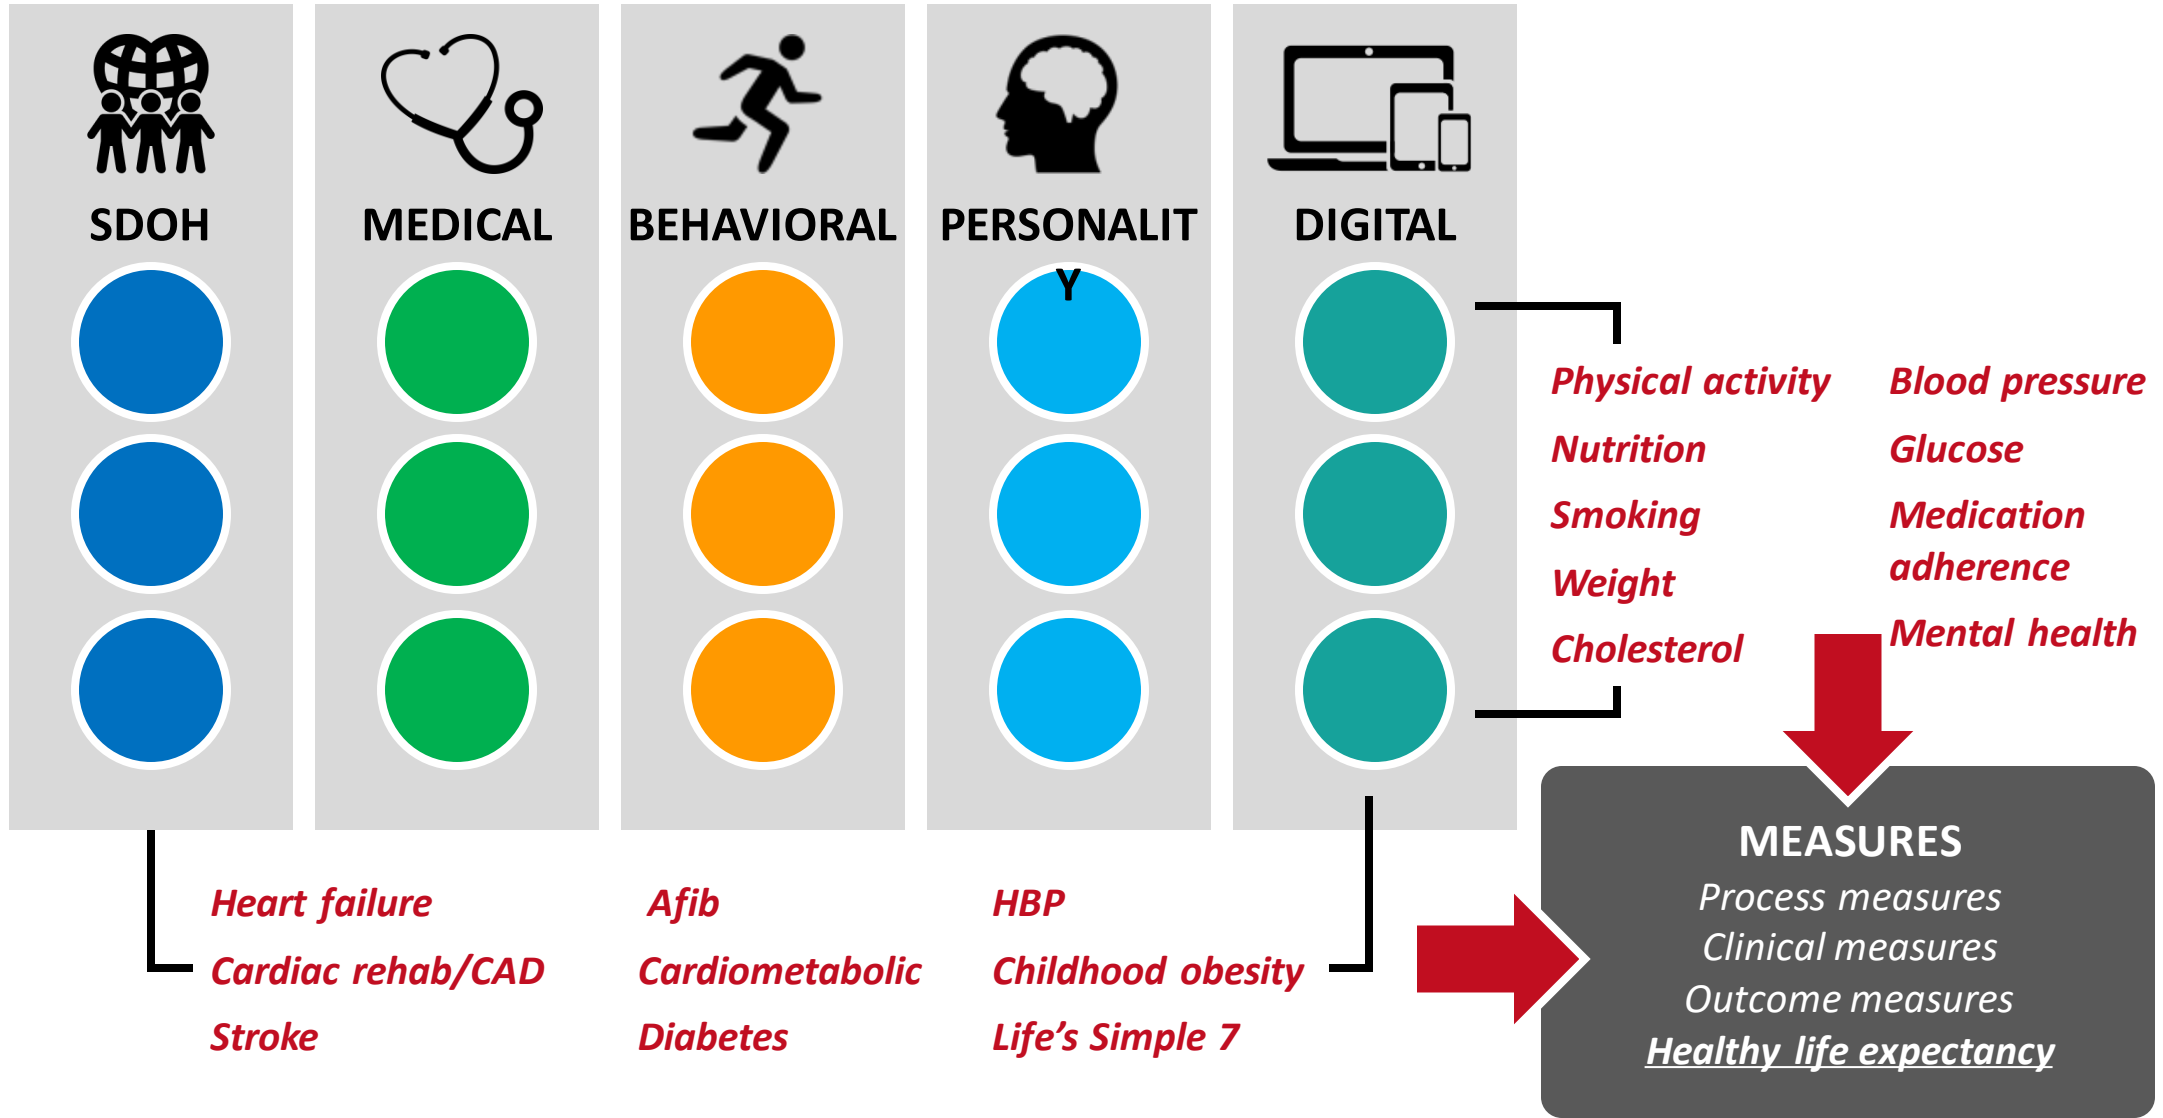 SDOH
MEDICAL
BEHAVIORAL
PERSONALIT
Y
DIGITAL
Physical activity
Nutrition
Smoking
Weight
Cholesterol
Blood pressure
Glucose
Medication
adherence
Mental health
Heart failure
Cardiac rehab/CAD
Stroke
Afib
Cardiometabolic
Diabetes
HBP
Childhood obesity
Life’s Simple 7
MEASURES
Process measures
Clinical measures
Outcome measures
Healthy life expectancy